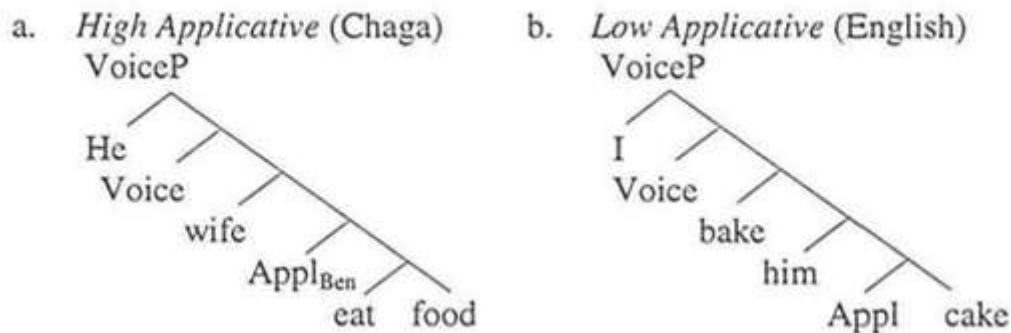 a. High Applicative (Chaga)
VoiceP
He
Voice
wife
ApplBen
eat food
b. Low Applicative (English)
VoiceP
I
Voice
bake
him
Appl cake